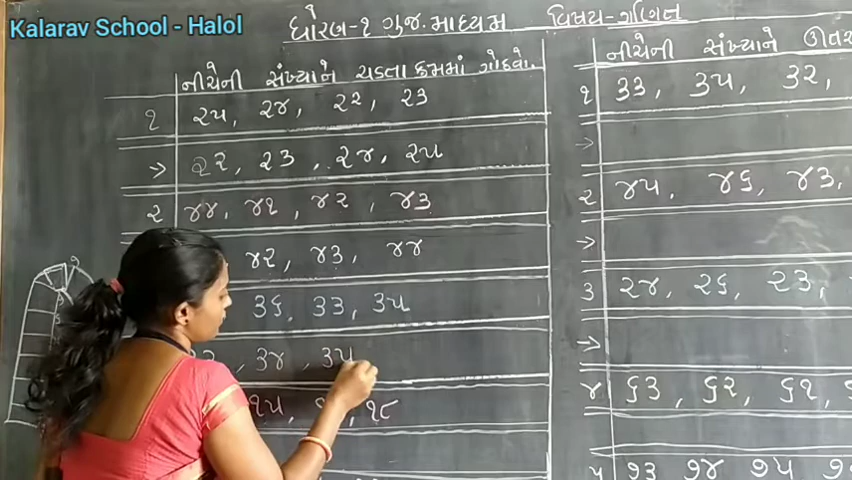 Kalarav School - Halol
ધોરણ-૧ ગુજ. માધ્યમ વિષય-ગણિત
નીચેની સંખ્યાને ચડતા ક્રમમાં ગોઠવો.
૧ ૨૫, ૨૪, ૨૨, ૨૩
→ ૨૨, ૨૩, ૨૪, ૨૫
૨ ૪૪, ૪૧, ૪૨, ૪૩
૪૨, ૪૩, ૪૪
૩૬, ૩૩, ૩૫
, ૩૪, ૩૫
૧૫, , ૧૮
નીચેની સંખ્યાને
૧ ૩૩, ૩૫, ૩૨,
→
૨ ૪૫, ૪૬, ૪૩,
→
૩ ૨૪, ૨૬, ૨૩,
→
૪ ૬૩, ૬૨, ૬૧,
૫ ૭૩ ૭૪ ૭૫